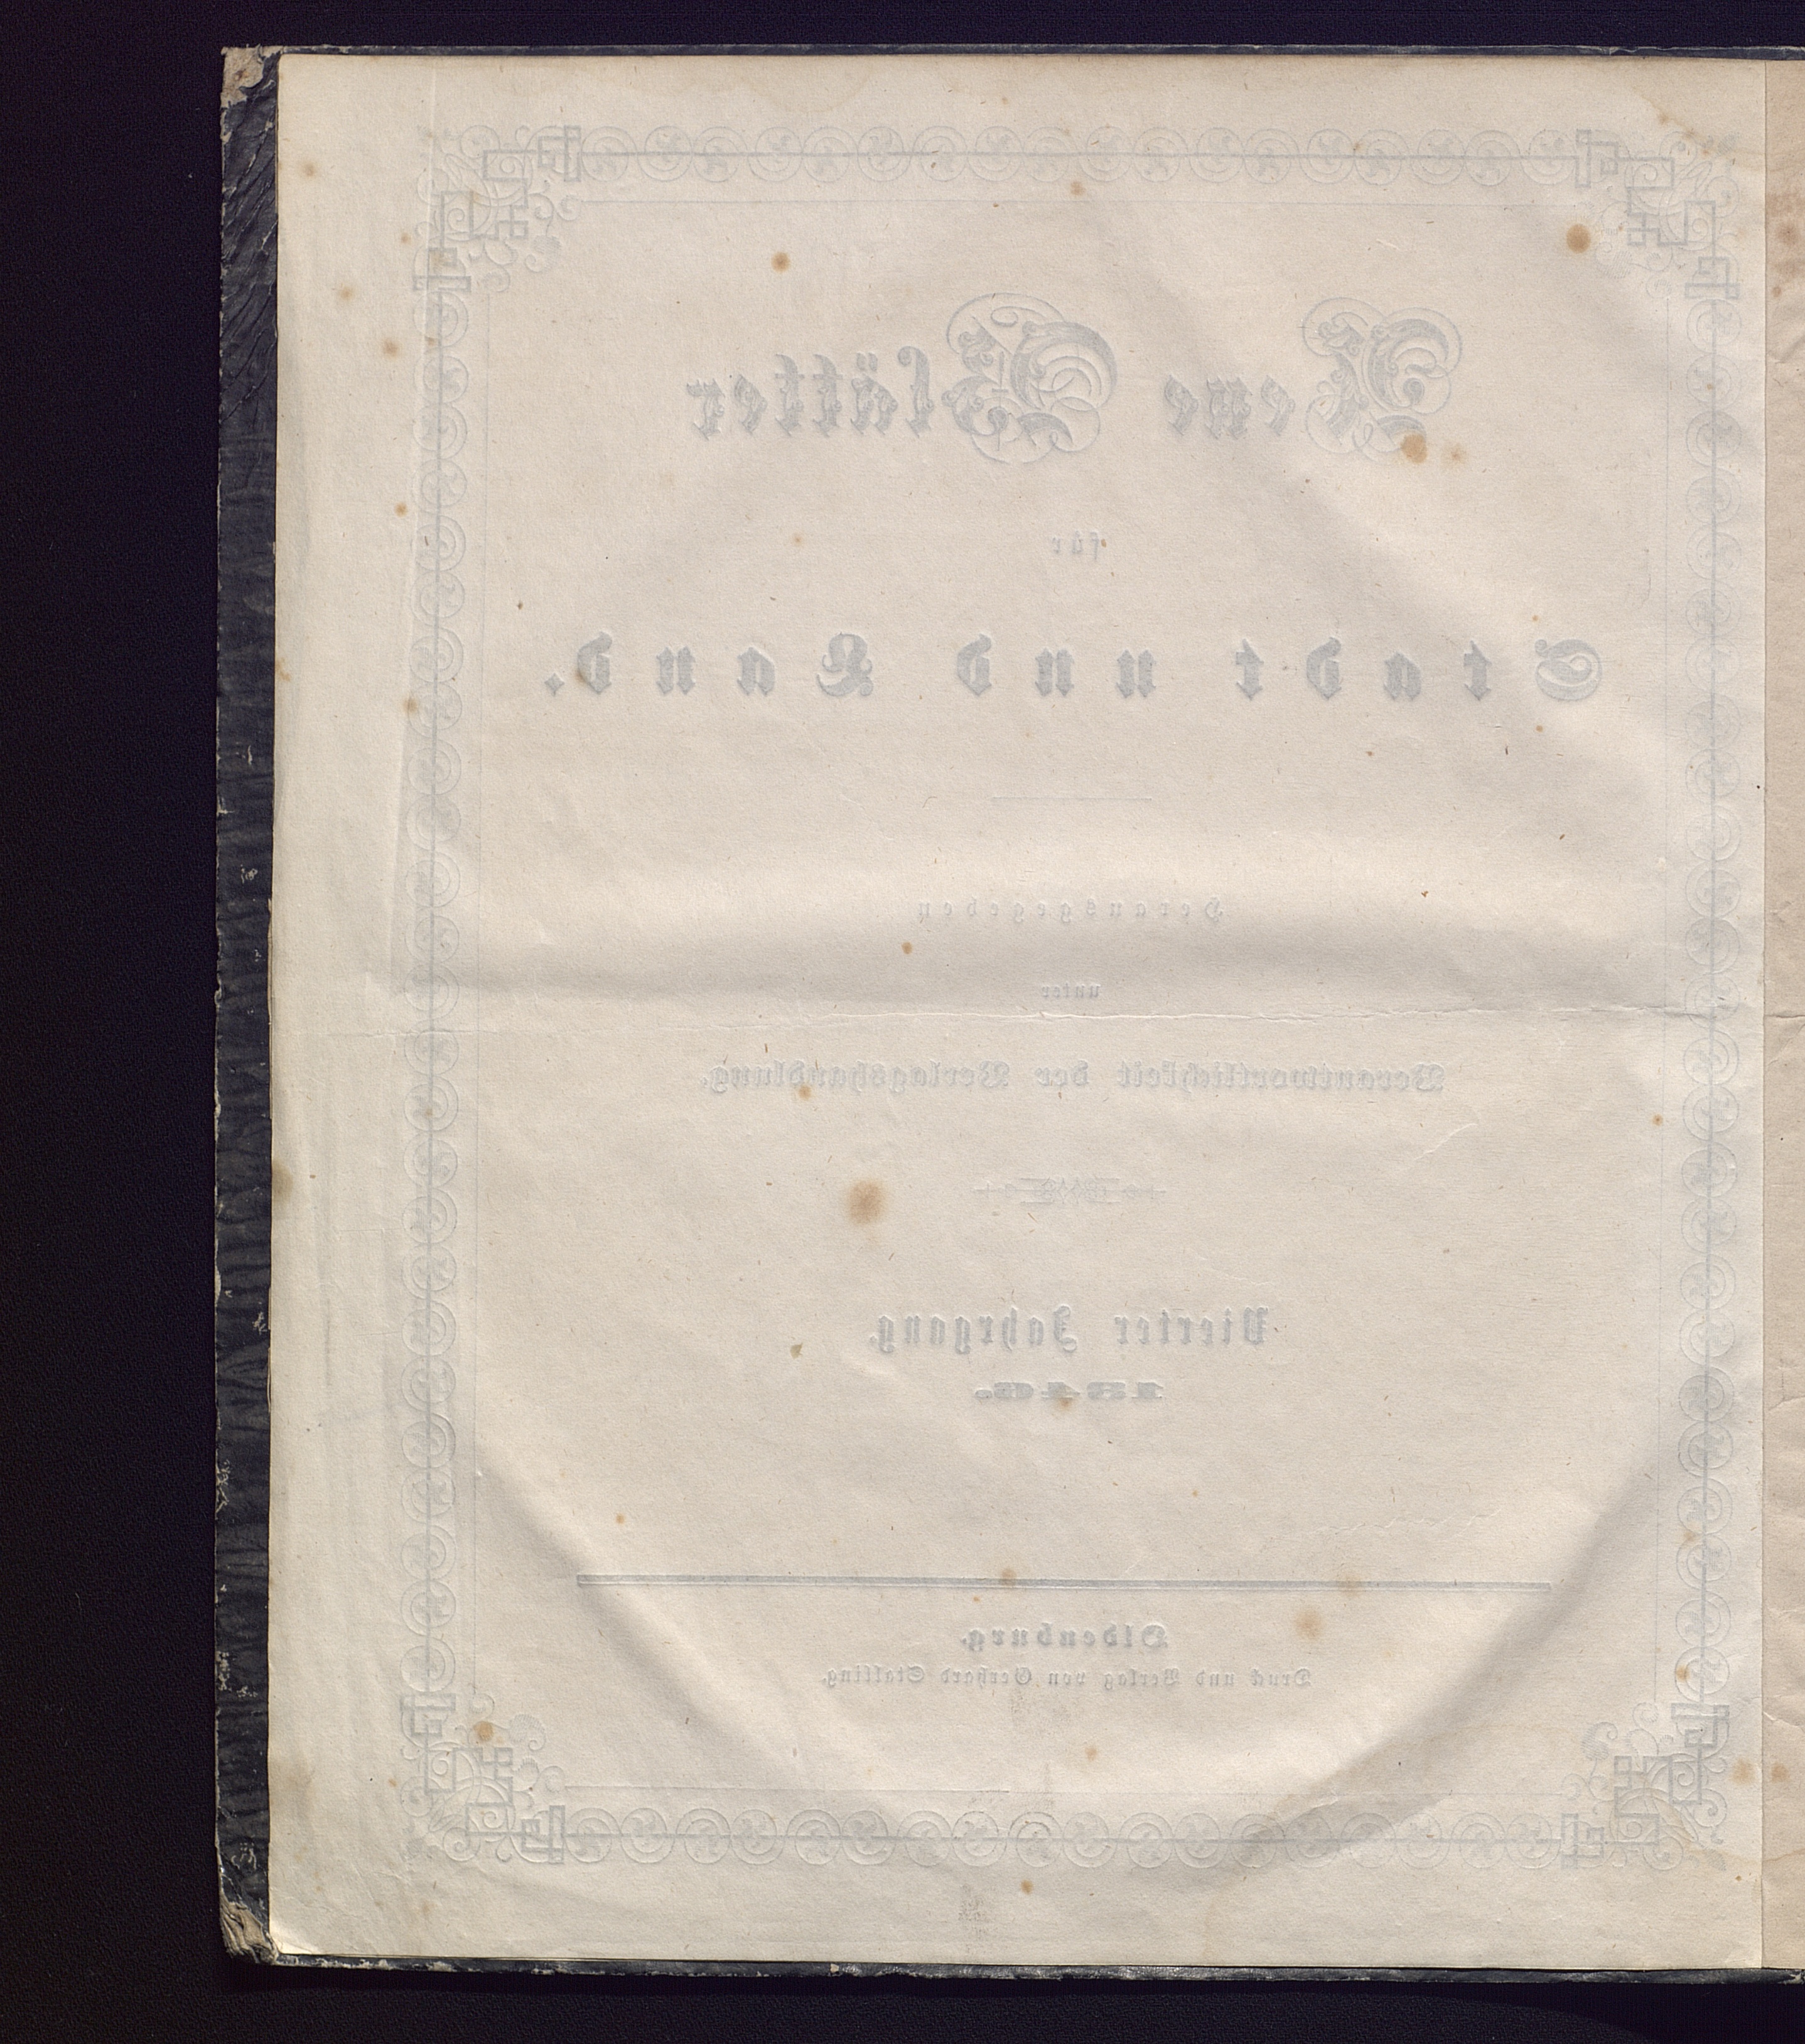 Neue Blätter
für
Stadt und Land.
Herausgegeben
unter
Verantwortlichkeit der Verlagshandlung.
Vierter Jahrgang.
1846.
Oldenburg.
Druck und Verlag von Gerhard Stalling.